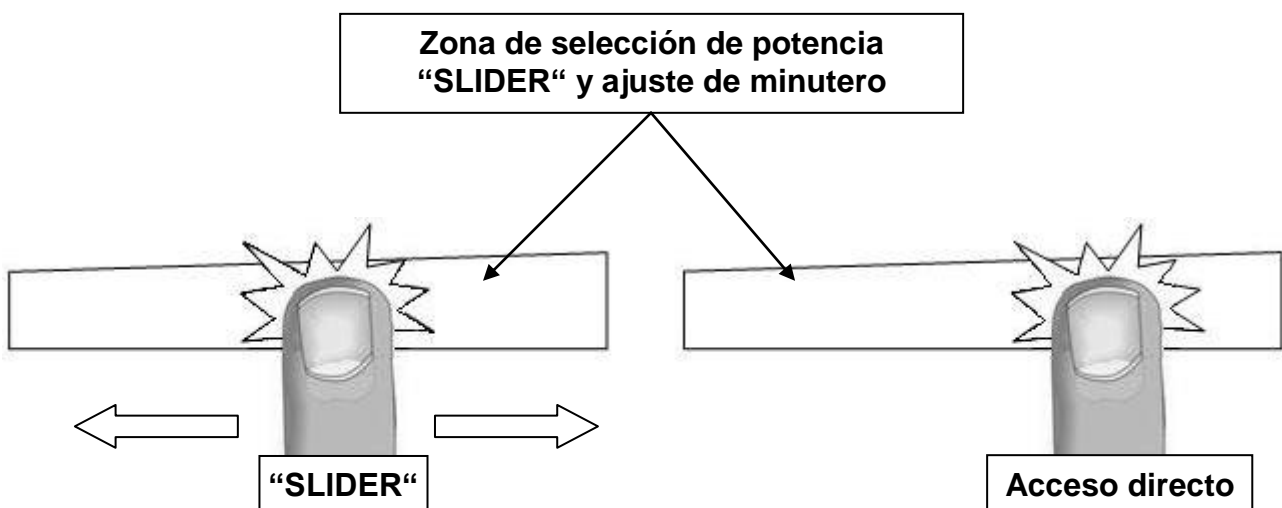 Zona de selección de potencia
“SLIDER“ y ajuste de minutero
“SLIDER“
Acceso directo